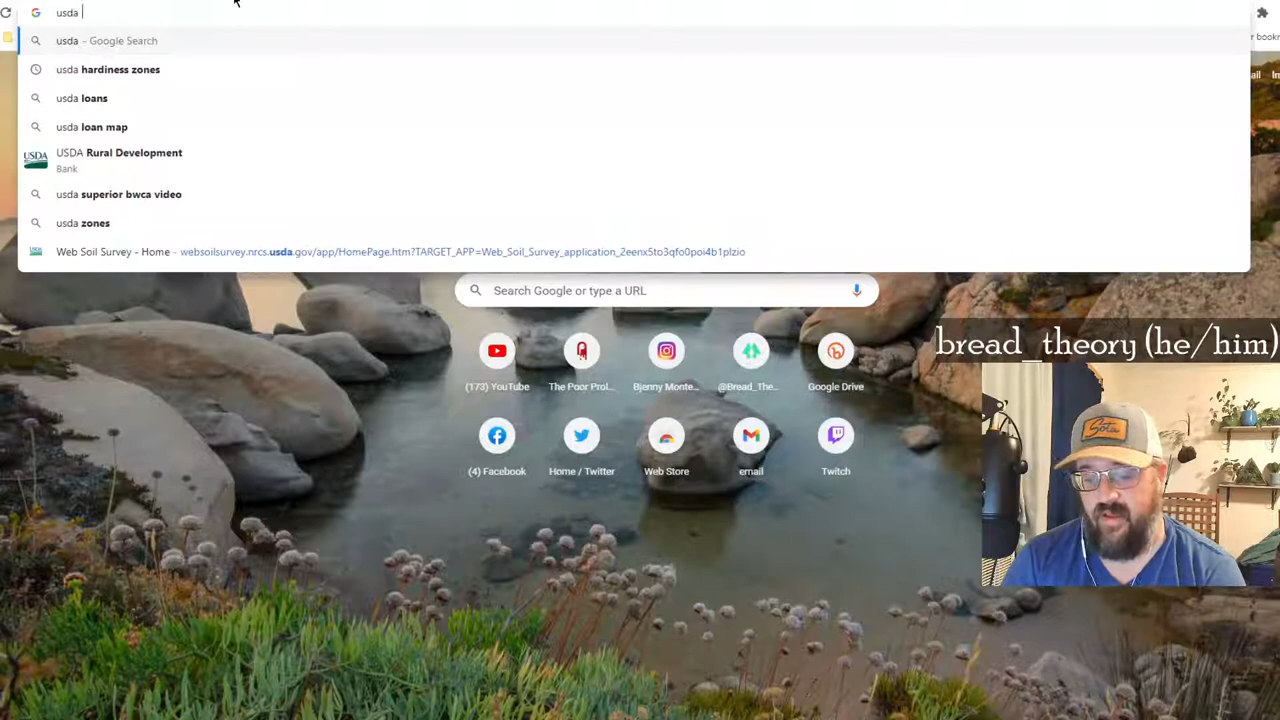 usda
usda - Google Search
usda hardiness zones
usda loans
usda loan map
USDA
USDA Rural Development
Bank
usda superior bwca video
usda zones
Web Soil Survey - Home - websoilsurvey.nrcs.usda.gov/app/HomePage.htm?TARGET_APP=Web_Soil_Survey_application_2eenx5to3qfo0poi4b1plzio
Search Google or type a URL
(173) YouTube
The Poor Prol...
Bjenny Monte...
@Bread_The...
Google Drive
(4) Facebook
Home / Twitter
Web Store
email
Twitch
bread_theory (he/him)
Sota